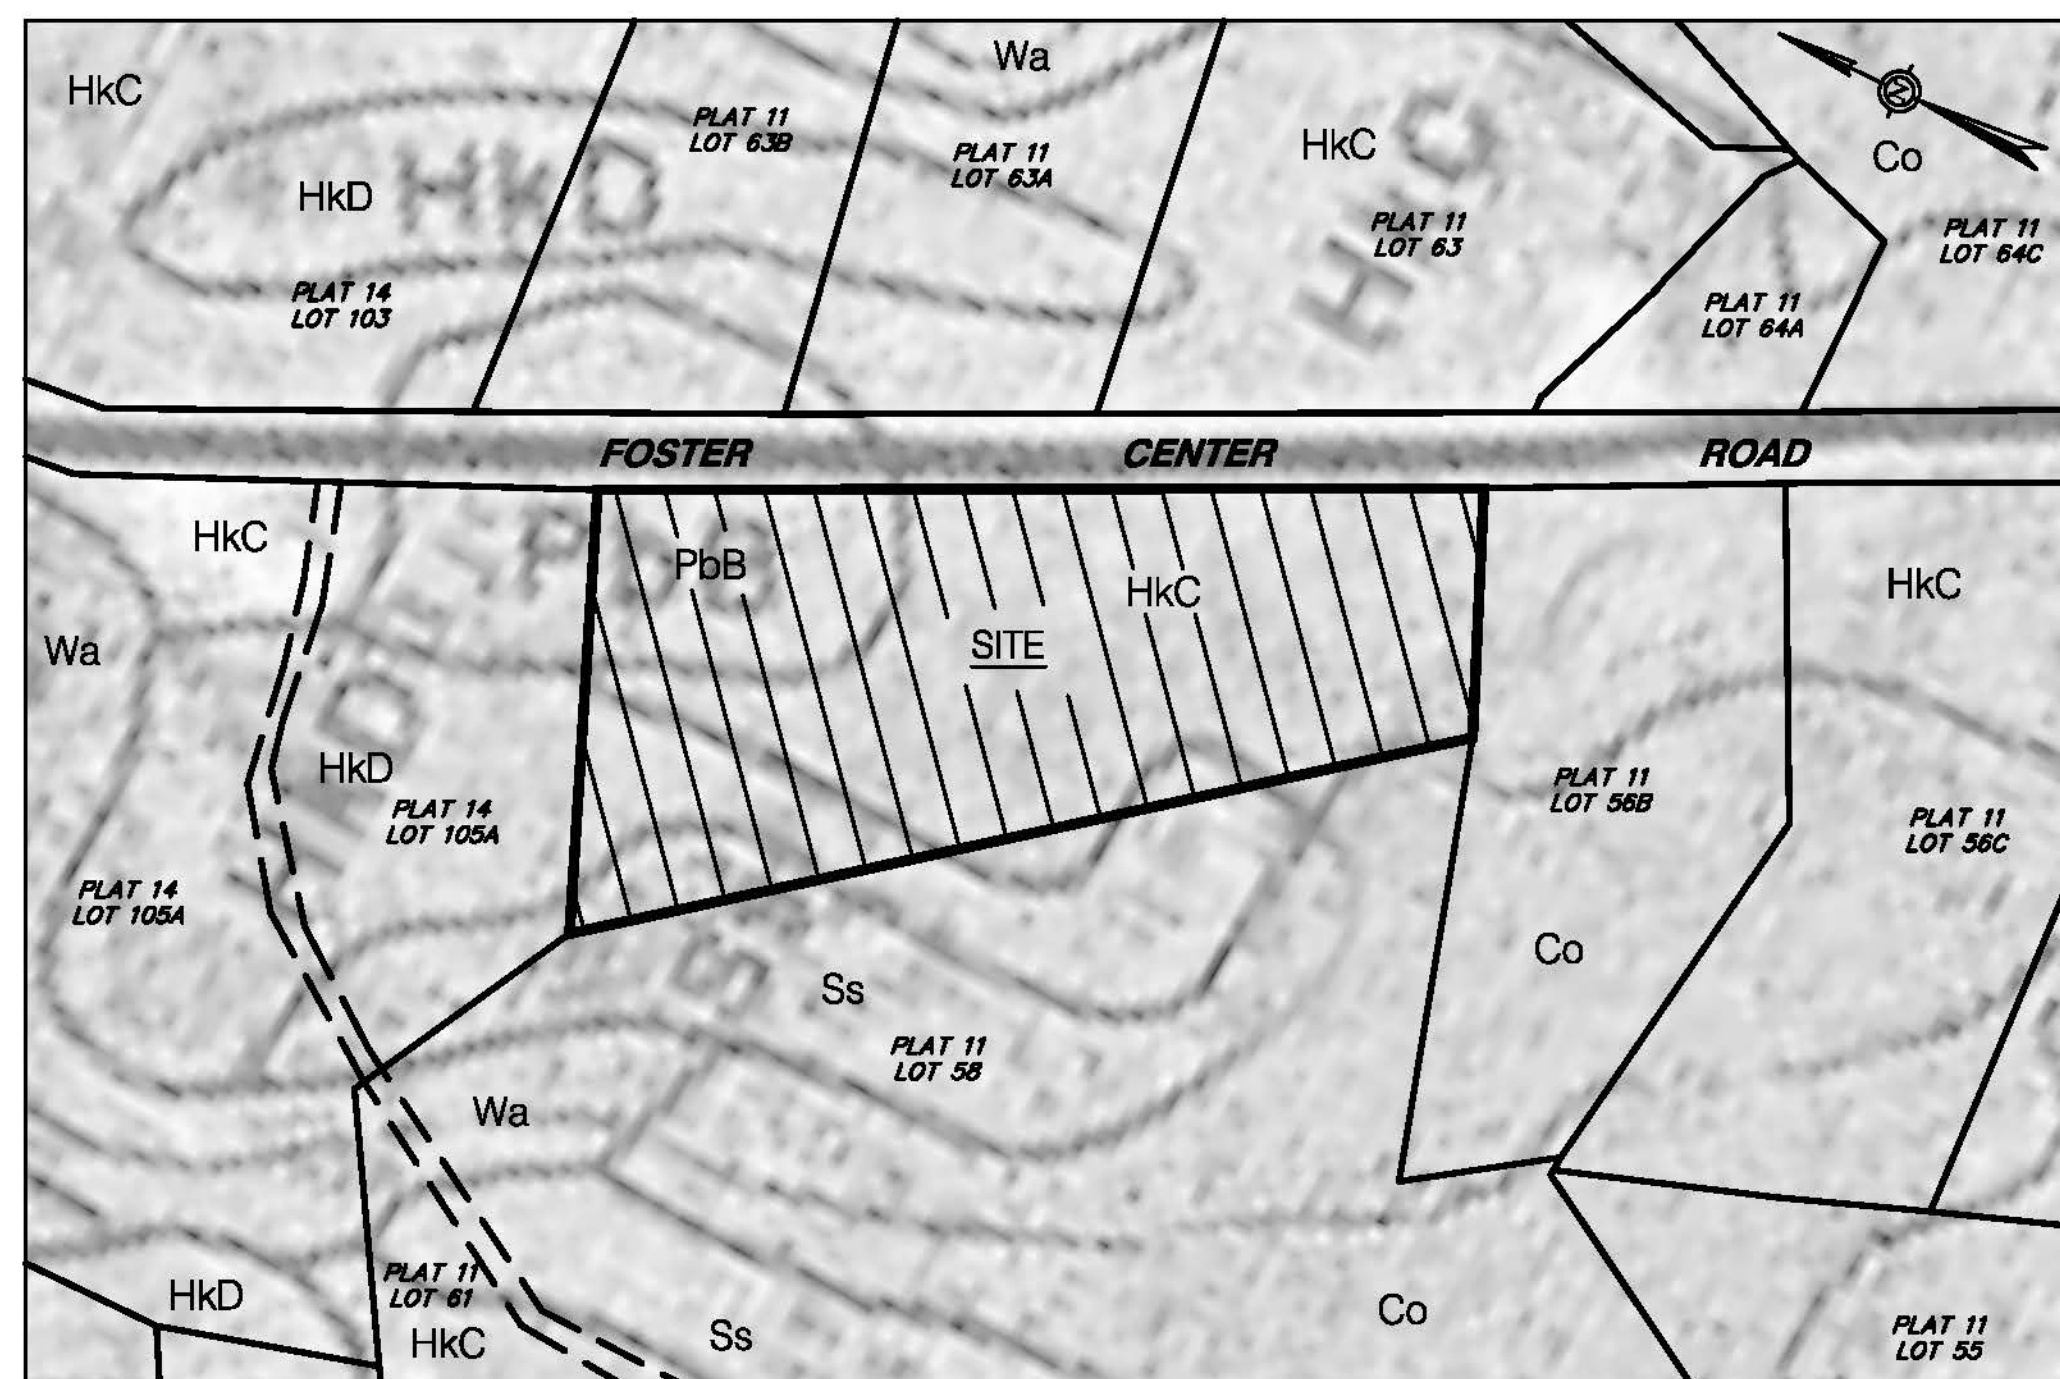 HkC
Wa
PLAT 11
LOT 63B
PLAT 11
LOT 63A
HkC
Co
HkD
HkD
PLAT 11
LOT 63
HkC
PLAT 11
LOT 64C
PLAT 14
LOT 103
PLAT 11
LOT 64A
FOSTER CENTER ROAD
HkC
PbB
HkC
HkC
SITE
Wa
HkD
PLAT 14
LOT 105A
PLAT 11
LOT 56B
PLAT 11
LOT 56C
PLAT 14
LOT 105A
Co
Ss
PLAT 11
LOT 58
Wa
PLAT 11
LOT 61
HkD
HkC
Ss
Co
PLAT 11
LOT 55